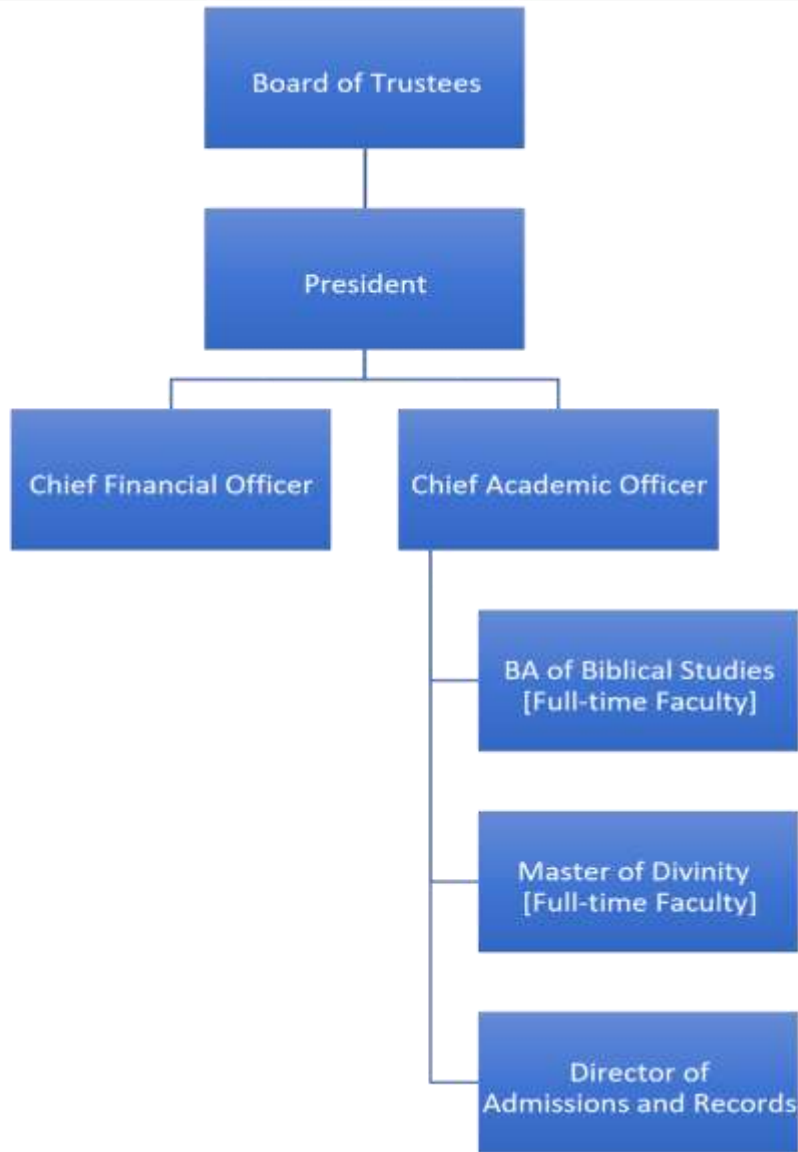 Board of Trustees
President
Chief Financial Officer
Chief Academic Officer
BA of Biblical Studies
[Full-time Faculty]
Master of Divinity
[Full-time Faculty]
Director of
Admissions and Records